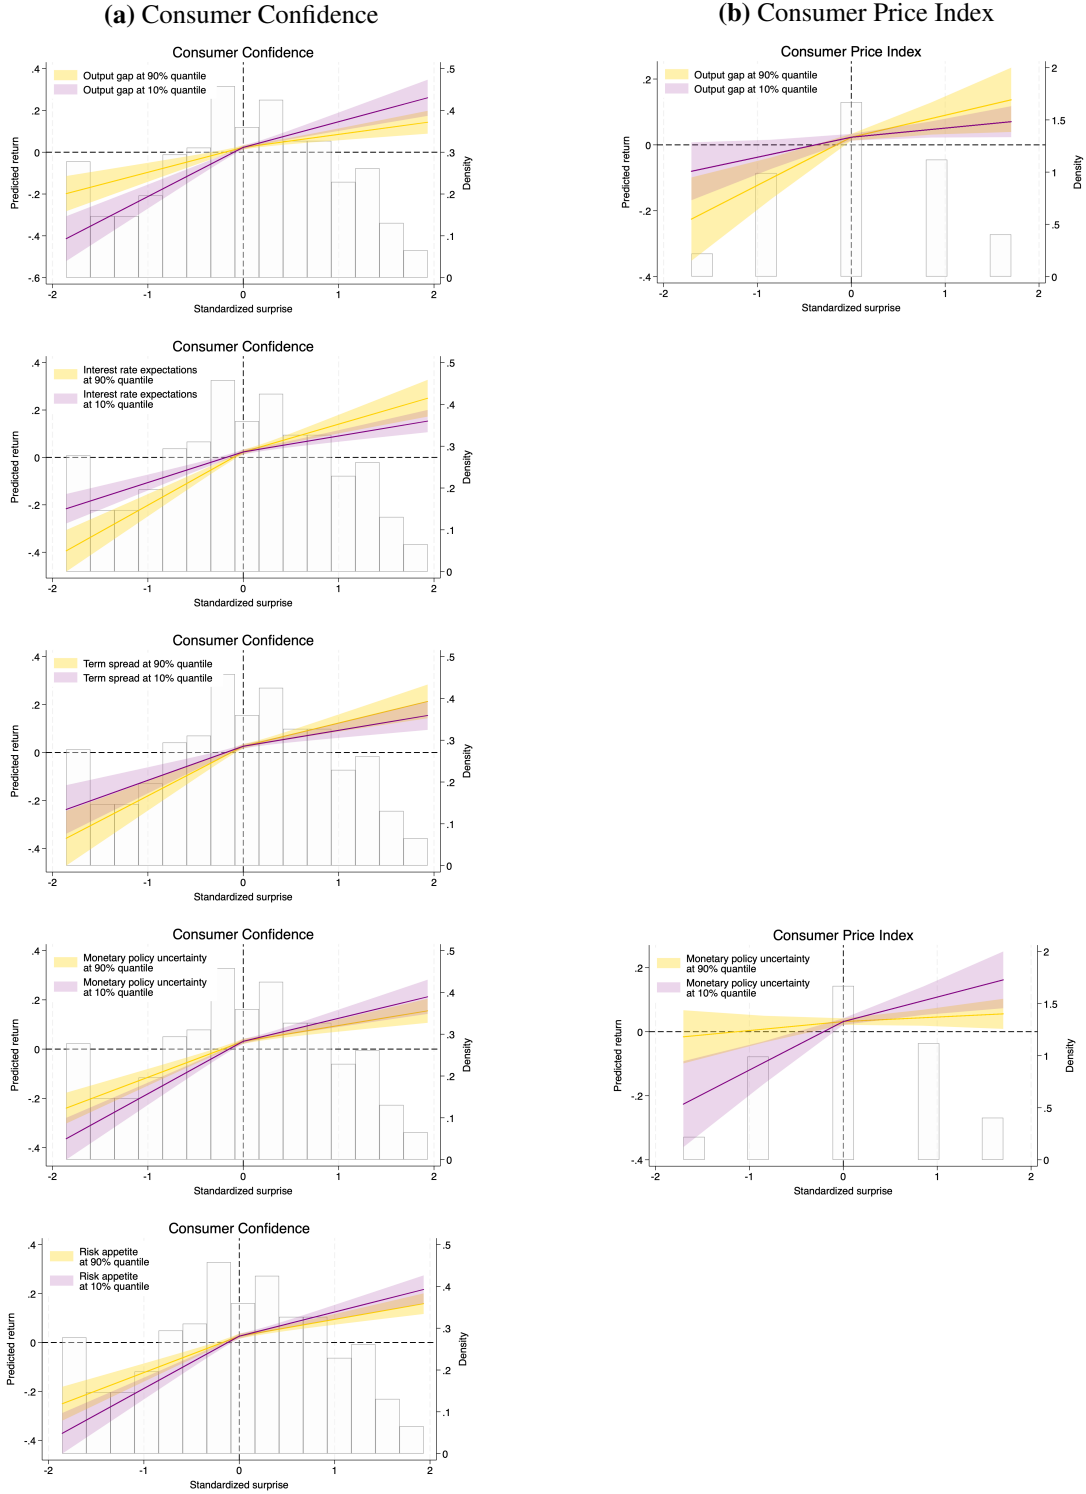 (a) Consumer Confidence
(b) Consumer Price Index
Consumer Confidence
Output gap at 90% quantile
Output gap at 10% quantile
.4
.2
0
-.2
-.4
-.6
Predicted return
.5
.4
.3
.2
.1
0
Density
-2
-1
0
1
2
Standardized surprise
Consumer Price Index
Output gap at 90% quantile
Output gap at 10% quantile
.2
0
-.2
-.4
Predicted return
2
1.5
1
.5
0
Density
-2
-1
0
1
2
Standardized surprise
Consumer Confidence
Interest rate expectations
at 90% quantile
Interest rate expectations
at 10% quantile
.4
.2
0
-.2
-.4
Predicted return
.5
.4
.3
.2
.1
0
Density
-2
-1
0
1
2
Standardized surprise
Consumer Confidence
Term spread at 90% quantile
Term spread at 10% quantile
.4
.2
0
-.2
-.4
Predicted return
.5
.4
.3
.2
.1
0
Density
-2
-1
0
1
2
Standardized surprise
Consumer Confidence
Monetary policy uncertainty
at 90% quantile
Monetary policy uncertainty
at 10% quantile
.4
.2
0
-.2
-.4
Predicted return
.5
.4
.3
.2
.1
0
Density
-2
-1
0
1
2
Standardized surprise
Consumer Price Index
Monetary policy uncertainty
at 90% quantile
Monetary policy uncertainty
at 10% quantile
.2
0
-.2
-.4
Predicted return
2
1.5
1
.5
0
Density
-2
-1
0
1
2
Standardized surprise
Consumer Confidence
Risk appetite
at 90% quantile
Risk appetite
at 10% quantile
.4
.2
0
-.2
-.4
Predicted return
.5
.4
.3
.2
.1
0
Density
-2
-1
0
1
2
Standardized surprise